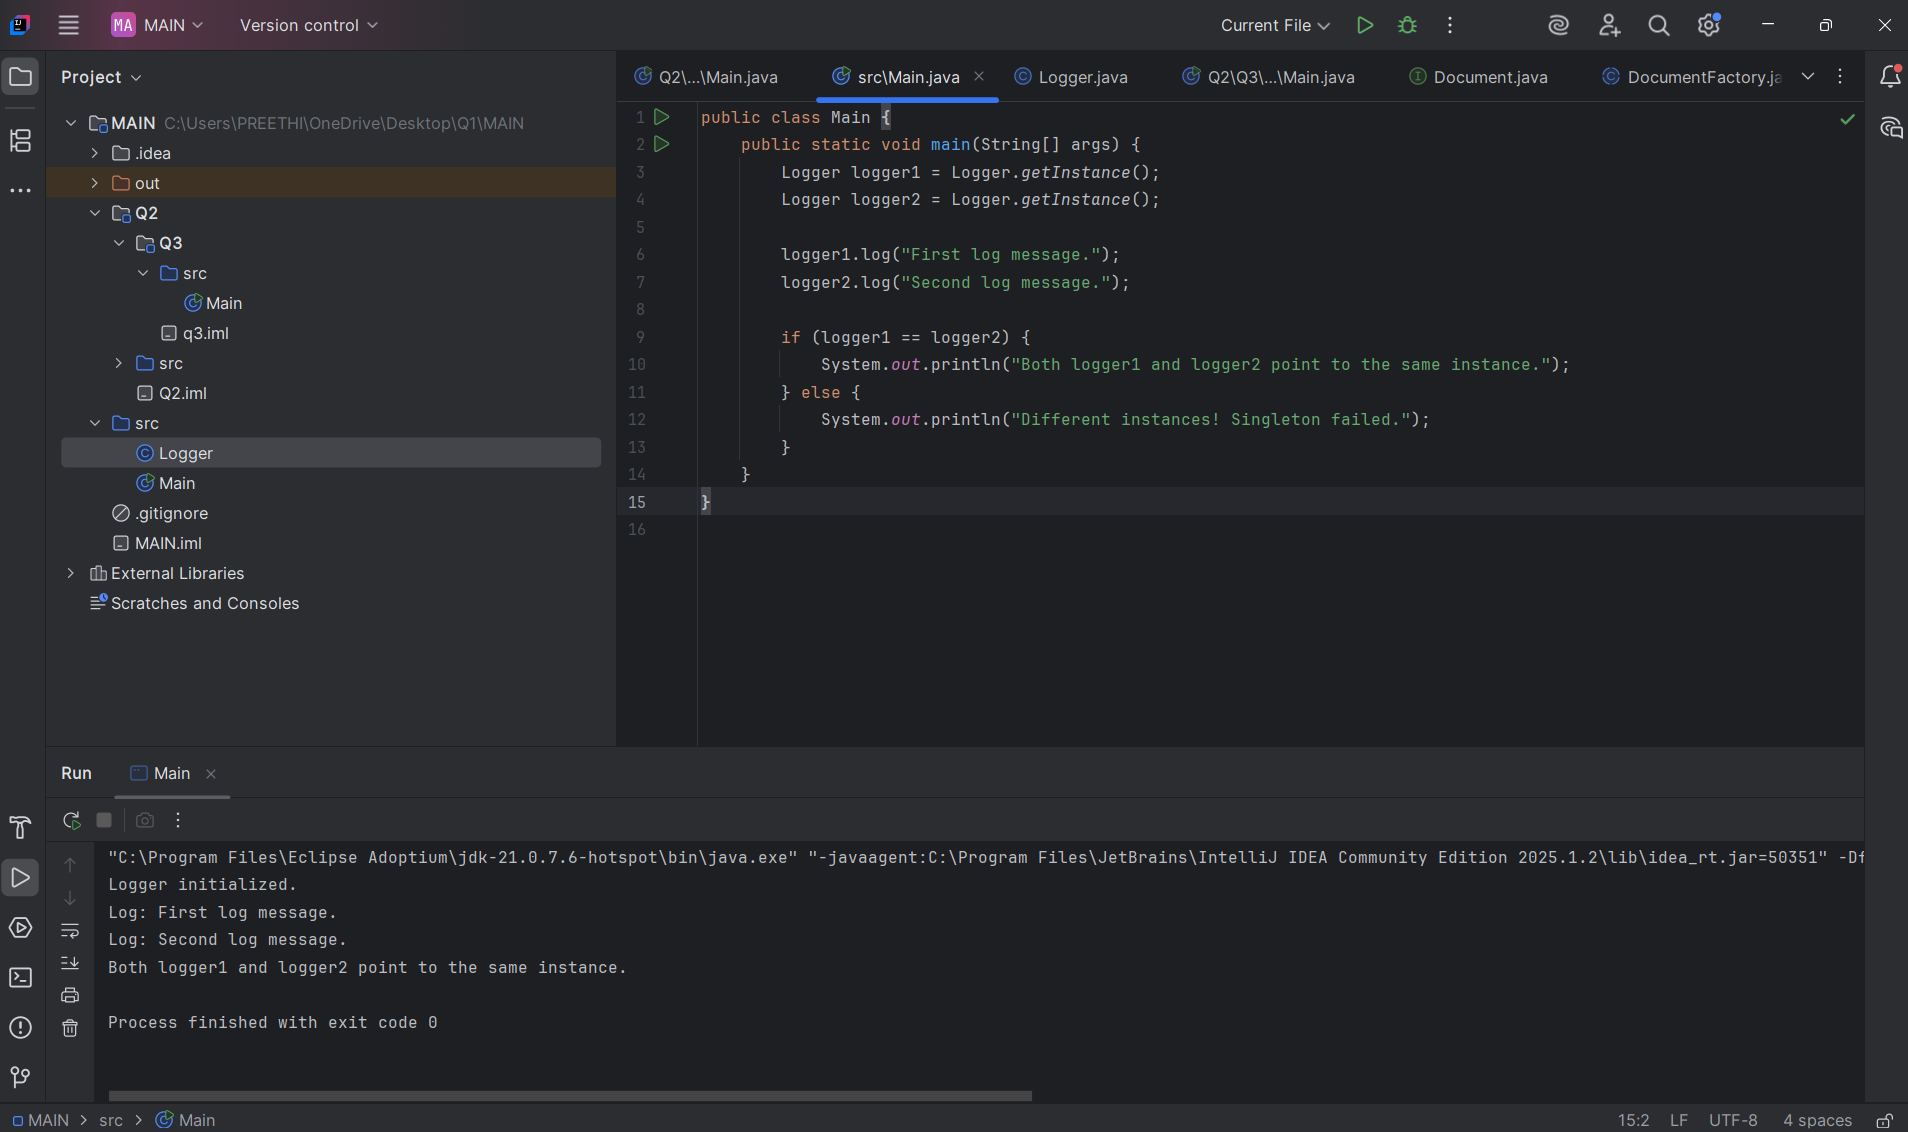 MA MAIN Version control Current File
Project
MAIN C:\Users\PREETHI\OneDrive\Desktop\Q1\MAIN
.idea
out
Q2
Q3
src
Main
q3.iml
src
Q2.iml
src
Logger
Main
.gitignore
MAIN.iml
External Libraries
Scratches and Consoles
Q2\...\Main.java src\Main.java Logger.java Q2\Q3\...\Main.java Document.java DocumentFactory.ja
1 public class Main {
2     public static void main(String[] args) {
3         Logger logger1 = Logger.getInstance();
4         Logger logger2 = Logger.getInstance();
5
6         logger1.log("First log message.");
7         logger2.log("Second log message.");
8
9         if (logger1 == logger2) {
10             System.out.println("Both logger1 and logger2 point to the same instance.");
11         } else {
12             System.out.println("Different instances! Singleton failed.");
13         }
14     }
15 }
16
Run Main
"C:\Program Files\Eclipse Adoptium\jdk-21.0.7.6-hotspot\bin\java.exe" "-javaagent:C:\Program Files\JetBrains\IntelliJ IDEA Community Edition 2025.1.2\lib\idea_rt.jar=50351" -Df
Logger initialized.
Log: First log message.
Log: Second log message.
Both logger1 and logger2 point to the same instance.
Process finished with exit code 0
MAIN > src > Main 15:2 LF UTF-8 4 spaces